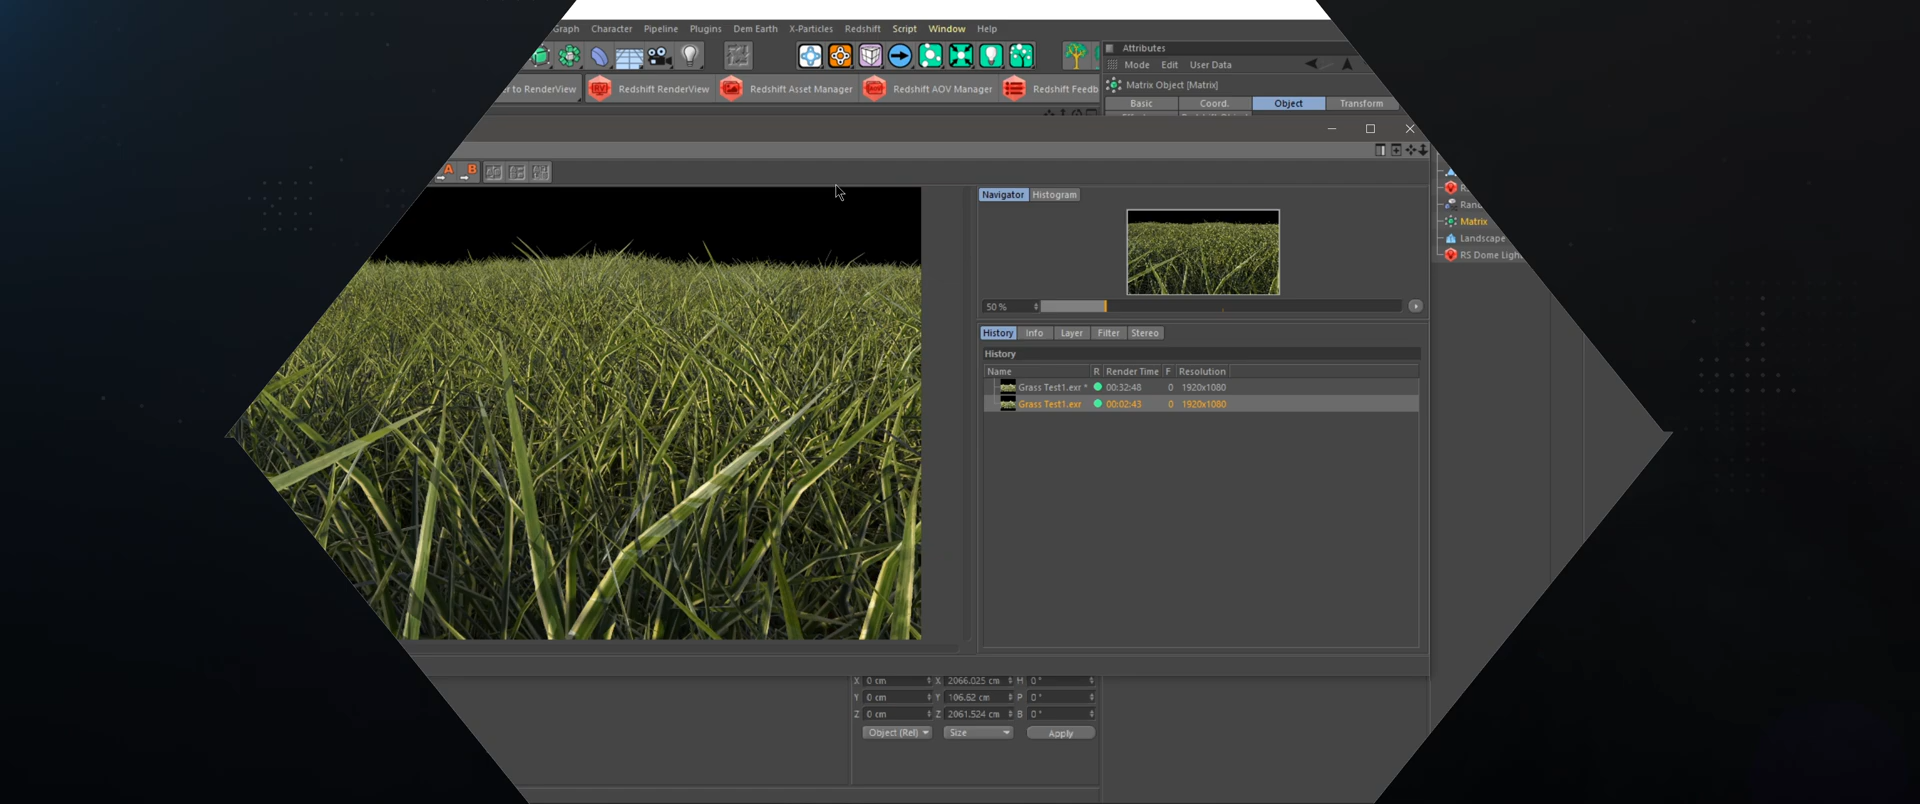 Graph Character Pipeline Plugins Dem Earth X-Particles Redshift Script Window Help
Attributes
Mode Edit User Data
Matrix Object [Matrix]
er to RenderView Redshift RenderView Redshift Asset Manager Redshift AOV Manager Redshift Feedb
Basic Coord. Object Transform
A B
Navigator Histogram
Matrix
Landscape
RS Dome Light
50 %
History Info Layer Filter Stereo
History
Name R Render Time F Resolution
Grass Test1.exr * 00:32:48 0 1920x1080
Grass Test1.exr 00:02:43 0 1920x1080
X 0 cm X 2066.025 cm H 0 °
Y 0 cm Y 106.62 cm P 0 °
Z 0 cm Z 2061.524 cm B 0 °
Object (Rel) Size Apply